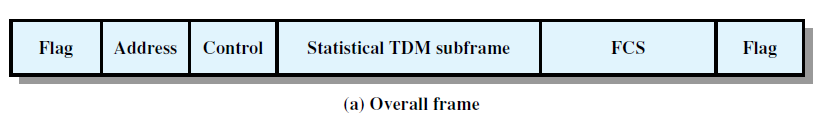 Flag Address Control Statistical TDM subframe FCS Flag
(a) Overall frame